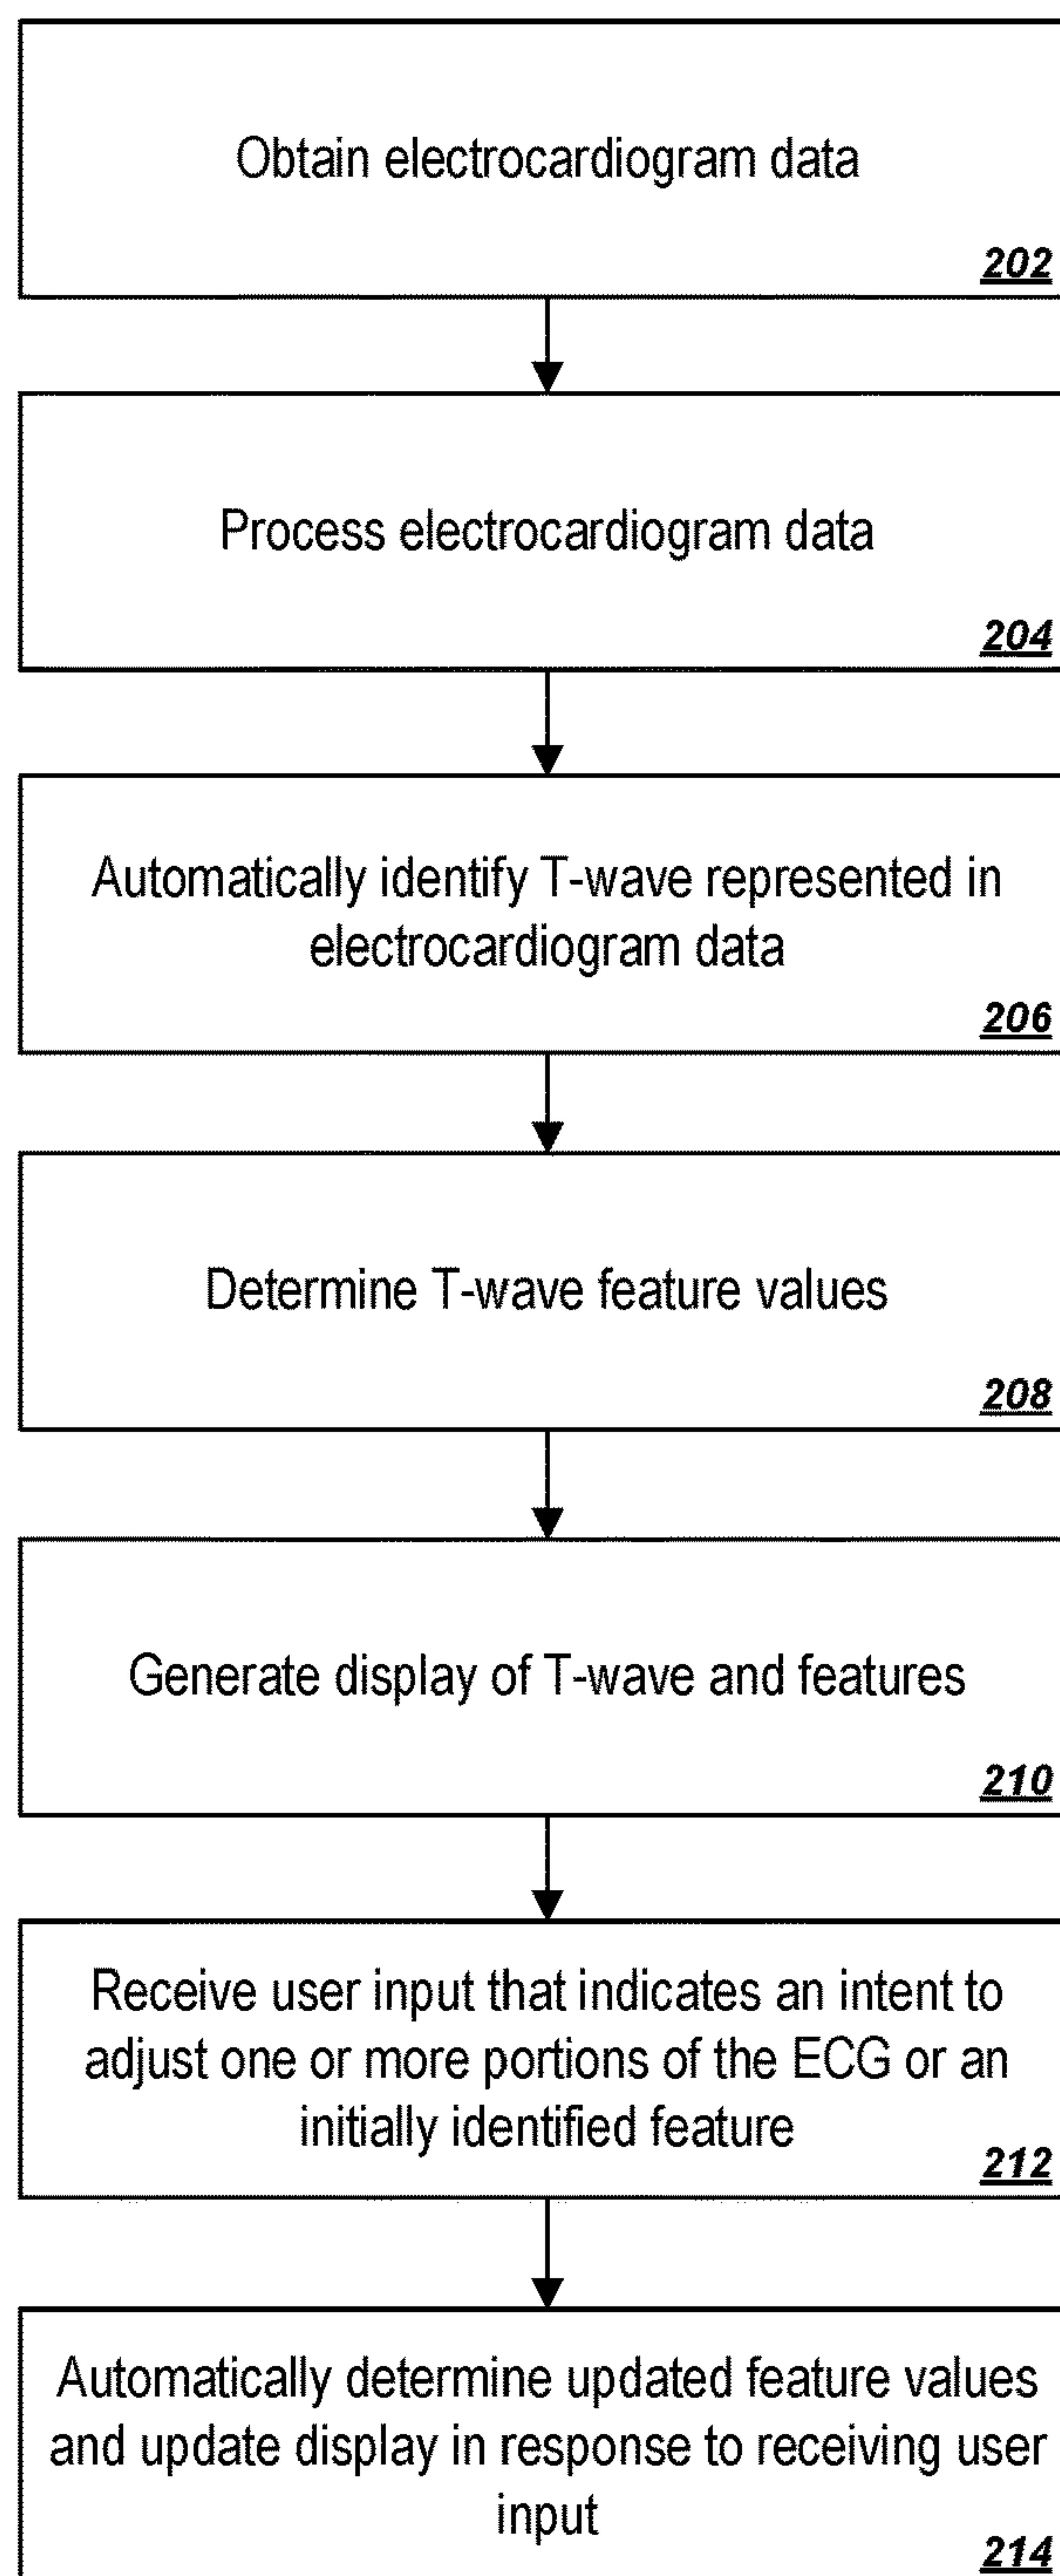 Obtain electrocardiogram data
202
Process electrocardiogram data
204
Automatically identify T-wave represented in
electrocardiogram data
206
Determine T-wave feature values
208
Generate display of T-wave and features
210
Receive user input that indicates an intent to
adjust one or more portions of the ECG or an
initially identified feature
212
Automatically determine updated feature values
and update display in response to receiving user
input
214